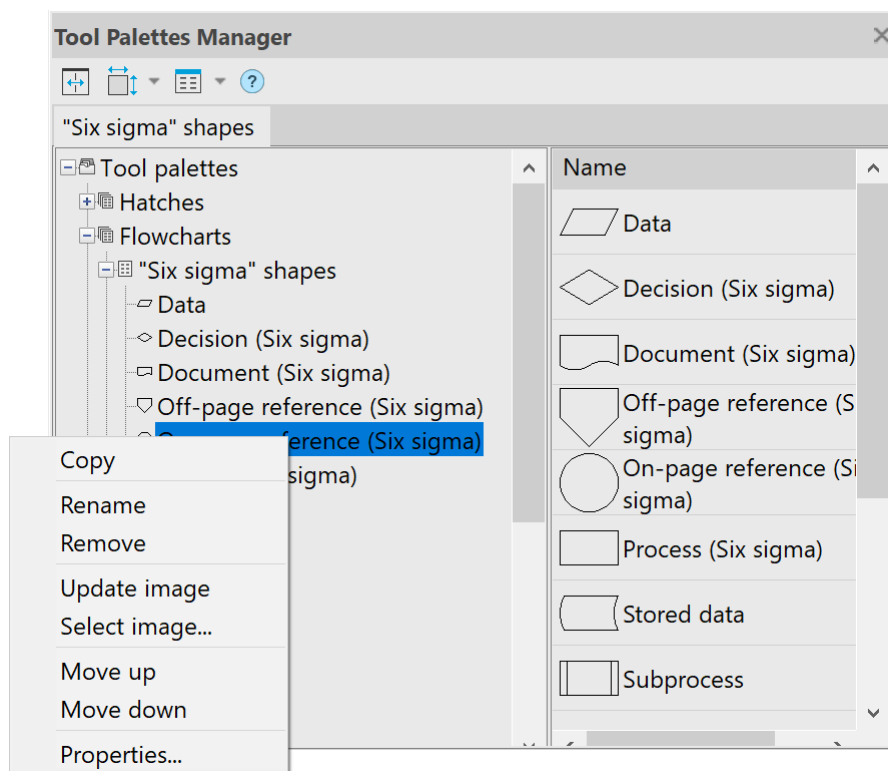 Tool Palettes Manager
?
"Six sigma" shapes
Tool palettes
Hatches
Flowcharts
"Six sigma" shapes
Data
Decision (Six sigma)
Document (Six sigma)
Off-page reference (Six sigma)
(Six sigma)
sigma)
Copy
Rename
Remove
Update image
Select image...
Move up
Move down
Properties...
Name
Data
Decision (Six sigma)
Document (Six sigma)
Off-page reference (S
sigma)
On-page reference (Si
sigma)
Process (Six sigma)
Stored data
Subprocess